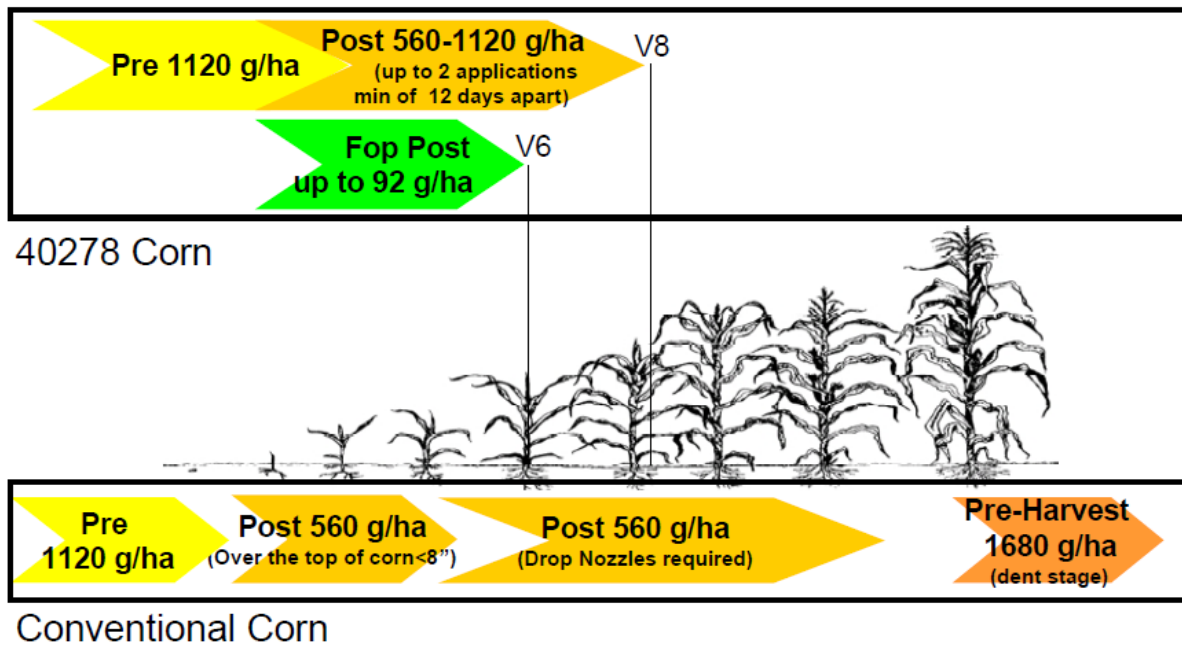 Pre 1120 g/ha
Post 560-1120 g/ha
(up to 2 applications
min of 12 days apart)
V8
Fop Post
up to 92 g/ha
V6
40278 Corn
Pre
1120 g/ha
Post 560 g/ha
(Over the top of corn<8”)
Post 560 g/ha
(Drop Nozzles required)
Pre-Harvest
1680 g/ha
(dent stage)
Conventional Corn